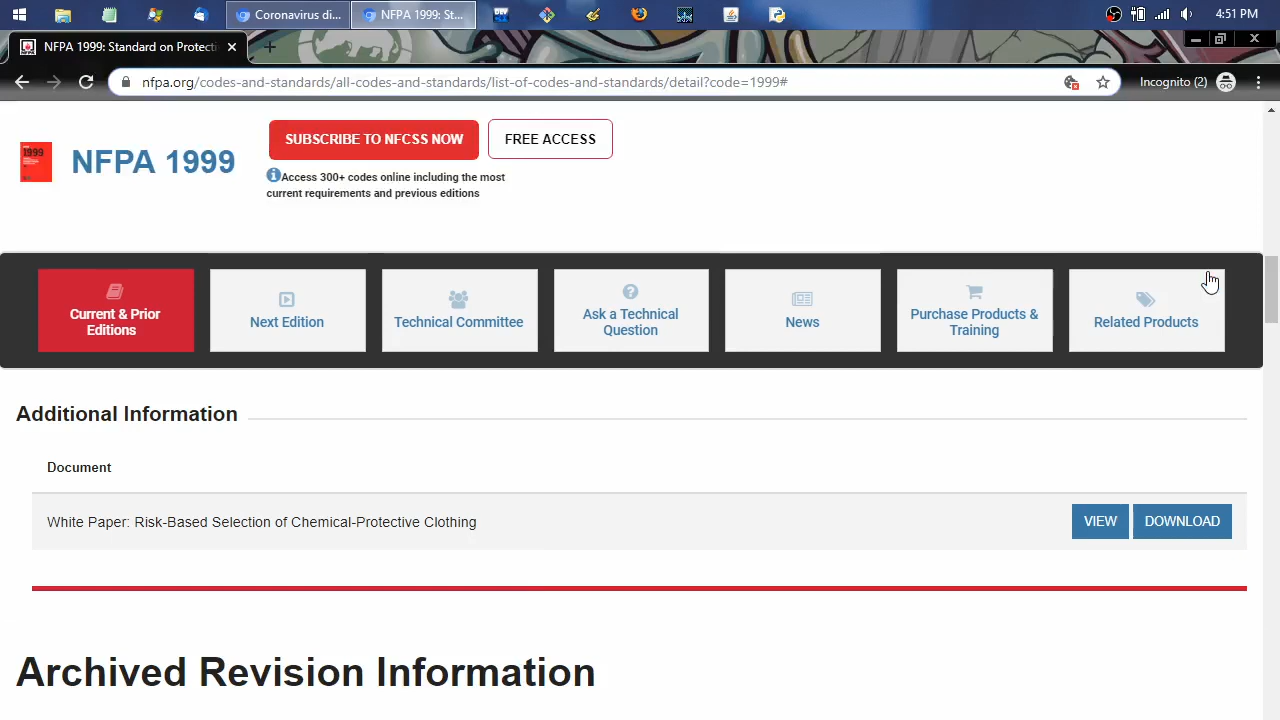 Coronavirus di...
NFPA 1999: St...
4:51 PM
NFPA 1999: Standard on Protecti
nfpa.org/codes-and-standards/all-codes-and-standards/list-of-codes-and-standards/detail?code=1999#
Incognito (2)
1999
NFPA 1999
SUBSCRIBE TO NFCSS NOW
FREE ACCESS
Access 300+ codes online including the most
current requirements and previous editions
Current & Prior
Editions
Next Edition
Technical Committee
Ask a Technical
Question
News
Purchase Products &
Training
Related Products
Additional Information
Document
White Paper: Risk-Based Selection of Chemical-Protective Clothing
VIEW
DOWNLOAD
Archived Revision Information